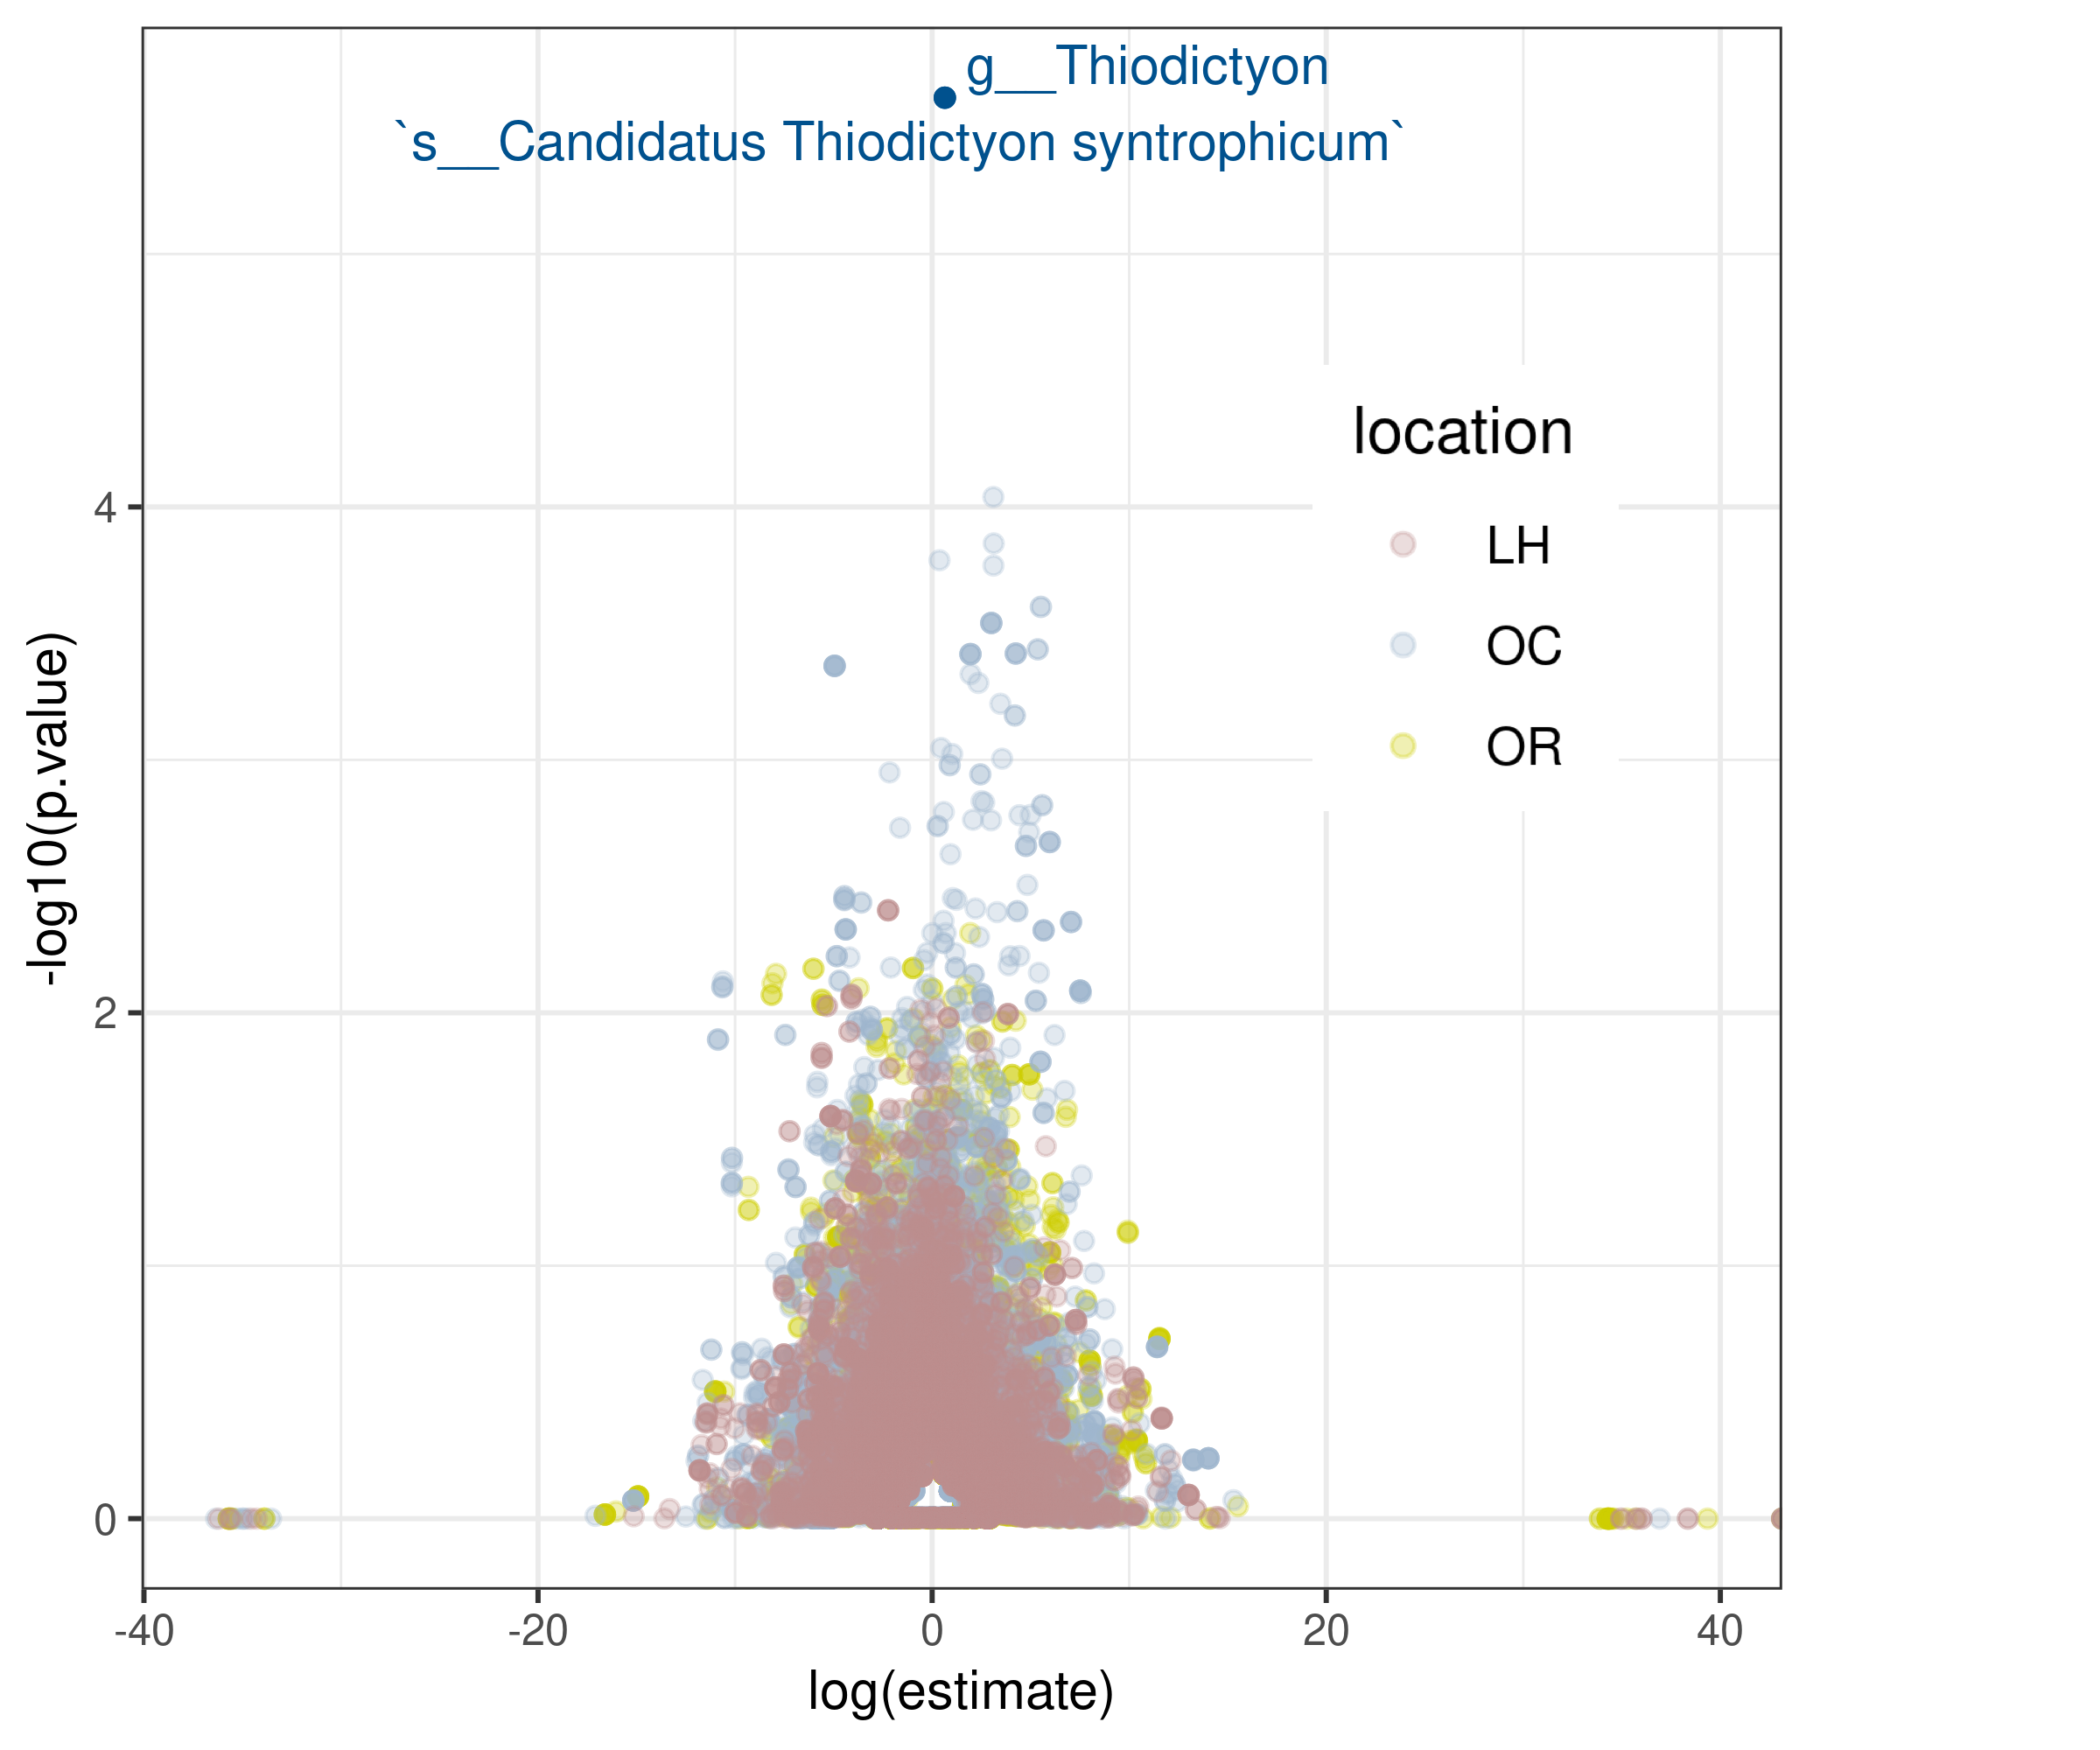 g__Thiodictyon
`s__Candidatus Thiodictyon syntrophicum`
location
LH
OC
OR
4
2
0
-log10(p.value)
-40 -20 0 20 40
log(estimate)